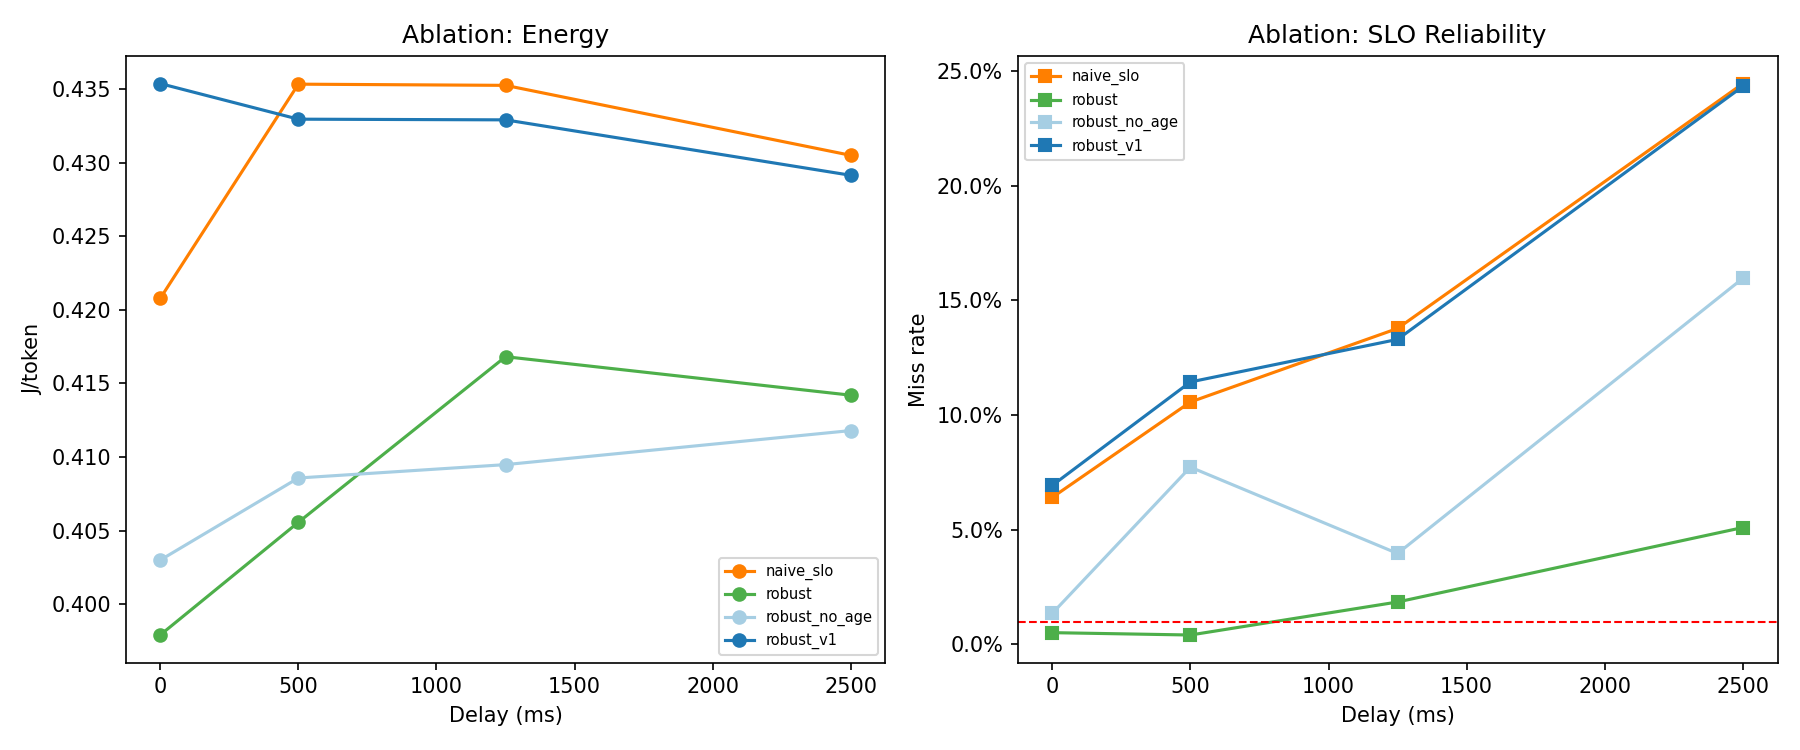 Ablation: Energy
J/token
0.435
0.430
0.425
0.420
0.415
0.410
0.405
0.400
naive_slo
robust
robust_no_age
robust_v1
0
500
1000
1500
2000
2500
Delay (ms)
Ablation: SLO Reliability
Miss rate
25.0%
20.0%
15.0%
10.0%
5.0%
0.0%
naive_slo
robust
robust_no_age
robust_v1
0
500
1000
1500
2000
2500
Delay (ms)